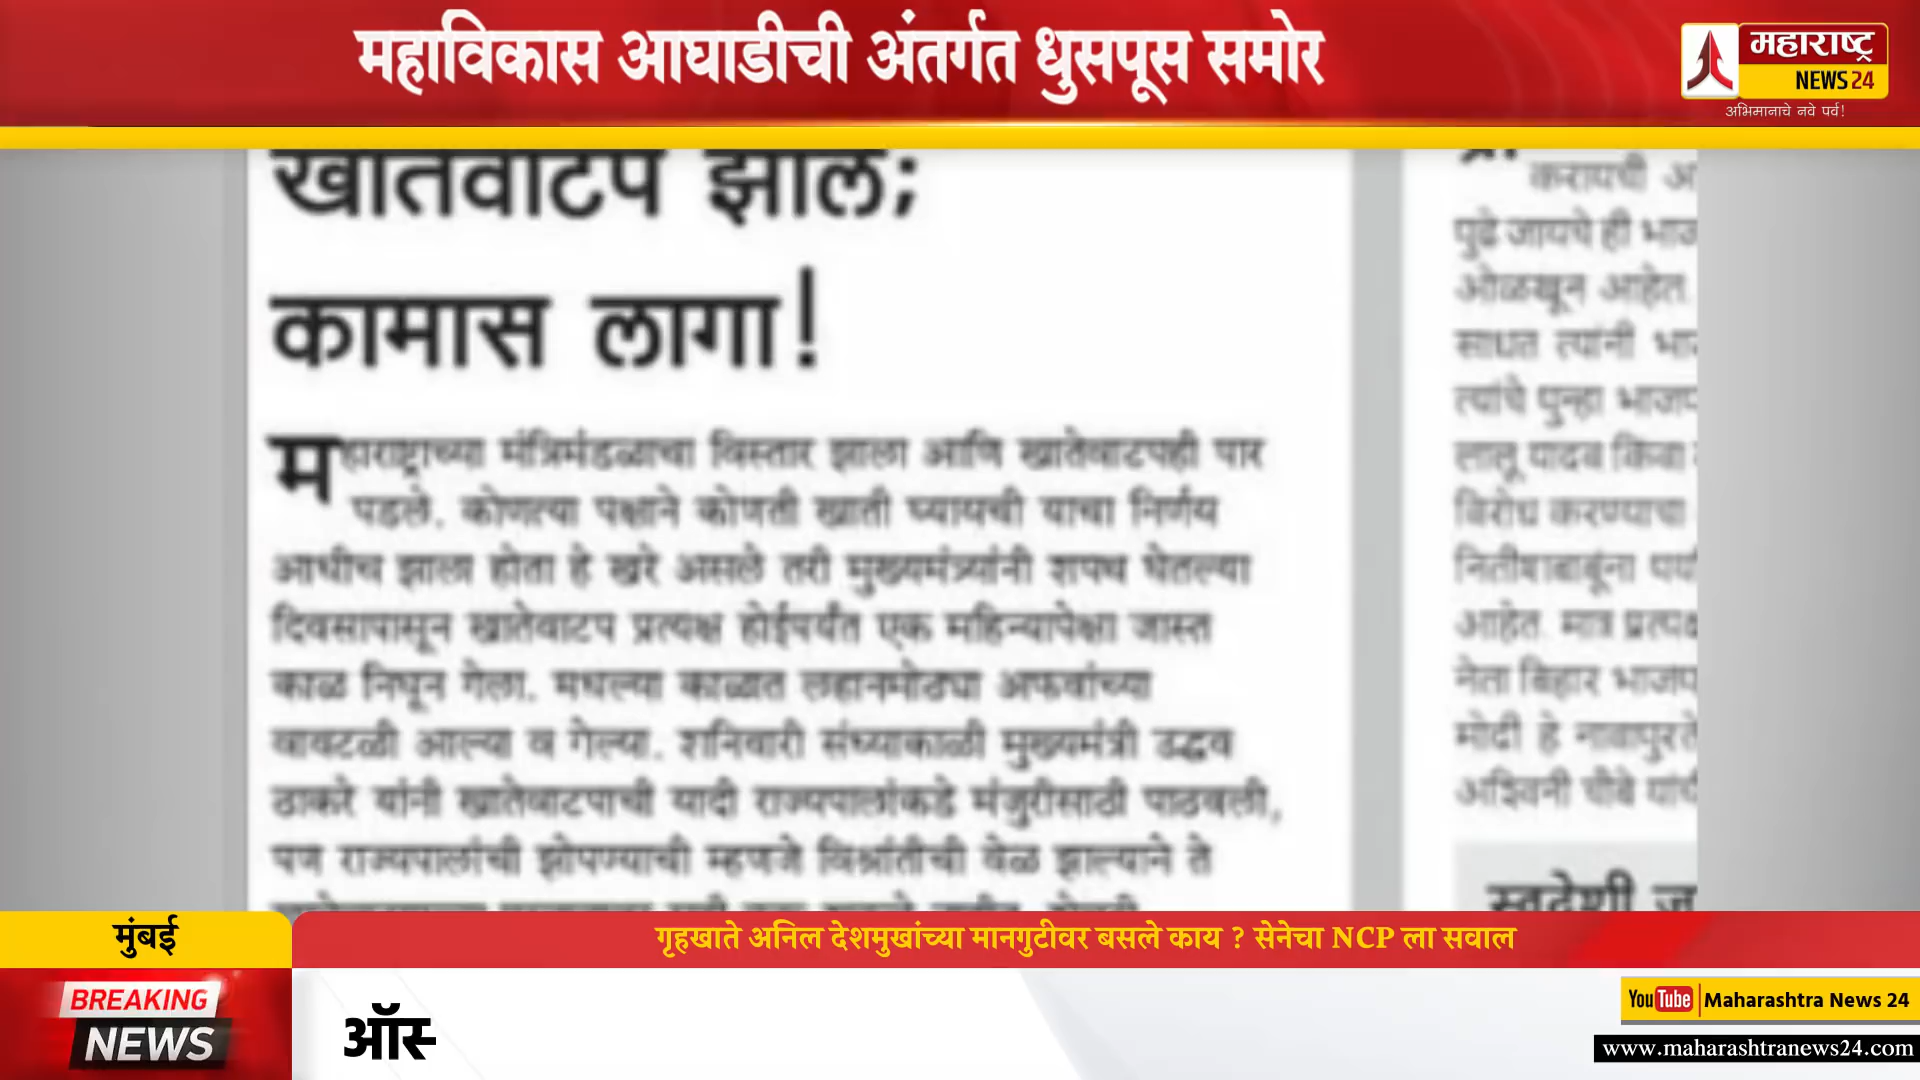 महाविकास आघाडीची अंतर्गत धुसपूस समोर
महाराष्ट्र
NEWS 24
अभिमानाचे नवे पर्व!
खातेवाटप झाले;
कामास लागा!
महाराष्ट्राच्या मंत्रिमंडळाचा विस्तार झाला आणि खातेवाटपही पार
पडले. कोणत्या पक्षाने कोणती खाती घ्यायची याचा निर्णय
आधीच झाला होता हे खरे असले तरी मुख्यमंत्र्यांनी शपथ घेतल्या
दिवसापासून खातेवाटप प्रत्यक्ष होईपर्यंत एक महिन्यापेक्षा जास्त
काळ निघून गेला. मधल्या काळात लहानमोठ्या अफवांच्या
वावटळी आल्या व गेल्या. शनिवारी संध्याकाळी मुख्यमंत्री उद्धव
ठाकरे यांनी खातेवाटपाची यादी राज्यपालांकडे मंजुरीसाठी पाठवली,
पण राज्यपालांची झोपण्याची म्हणजे विश्रांतीची वेळ झाल्याने ते
करायची
पुढे जायचे ही
ओळखून आहेत.
साधत त्यांनी
त्यांचे पुन्हा भाजप
लालू यादव किंवा
विरोध करण्याचा
नितीशबाबूंना
आहेत. मात्र
नेता बिहार भाजप
मोदी हे
अश्विनी चौबे
स्वदेशी
मुंबई
गृहखाते अनिल देशमुखांच्या मानगुटीवर बसले काय ? सेनेचा NCP ला सवाल
BREAKING
NEWS
ऑस्
YouTube Maharashtra News 24
www.maharashtranews24.com